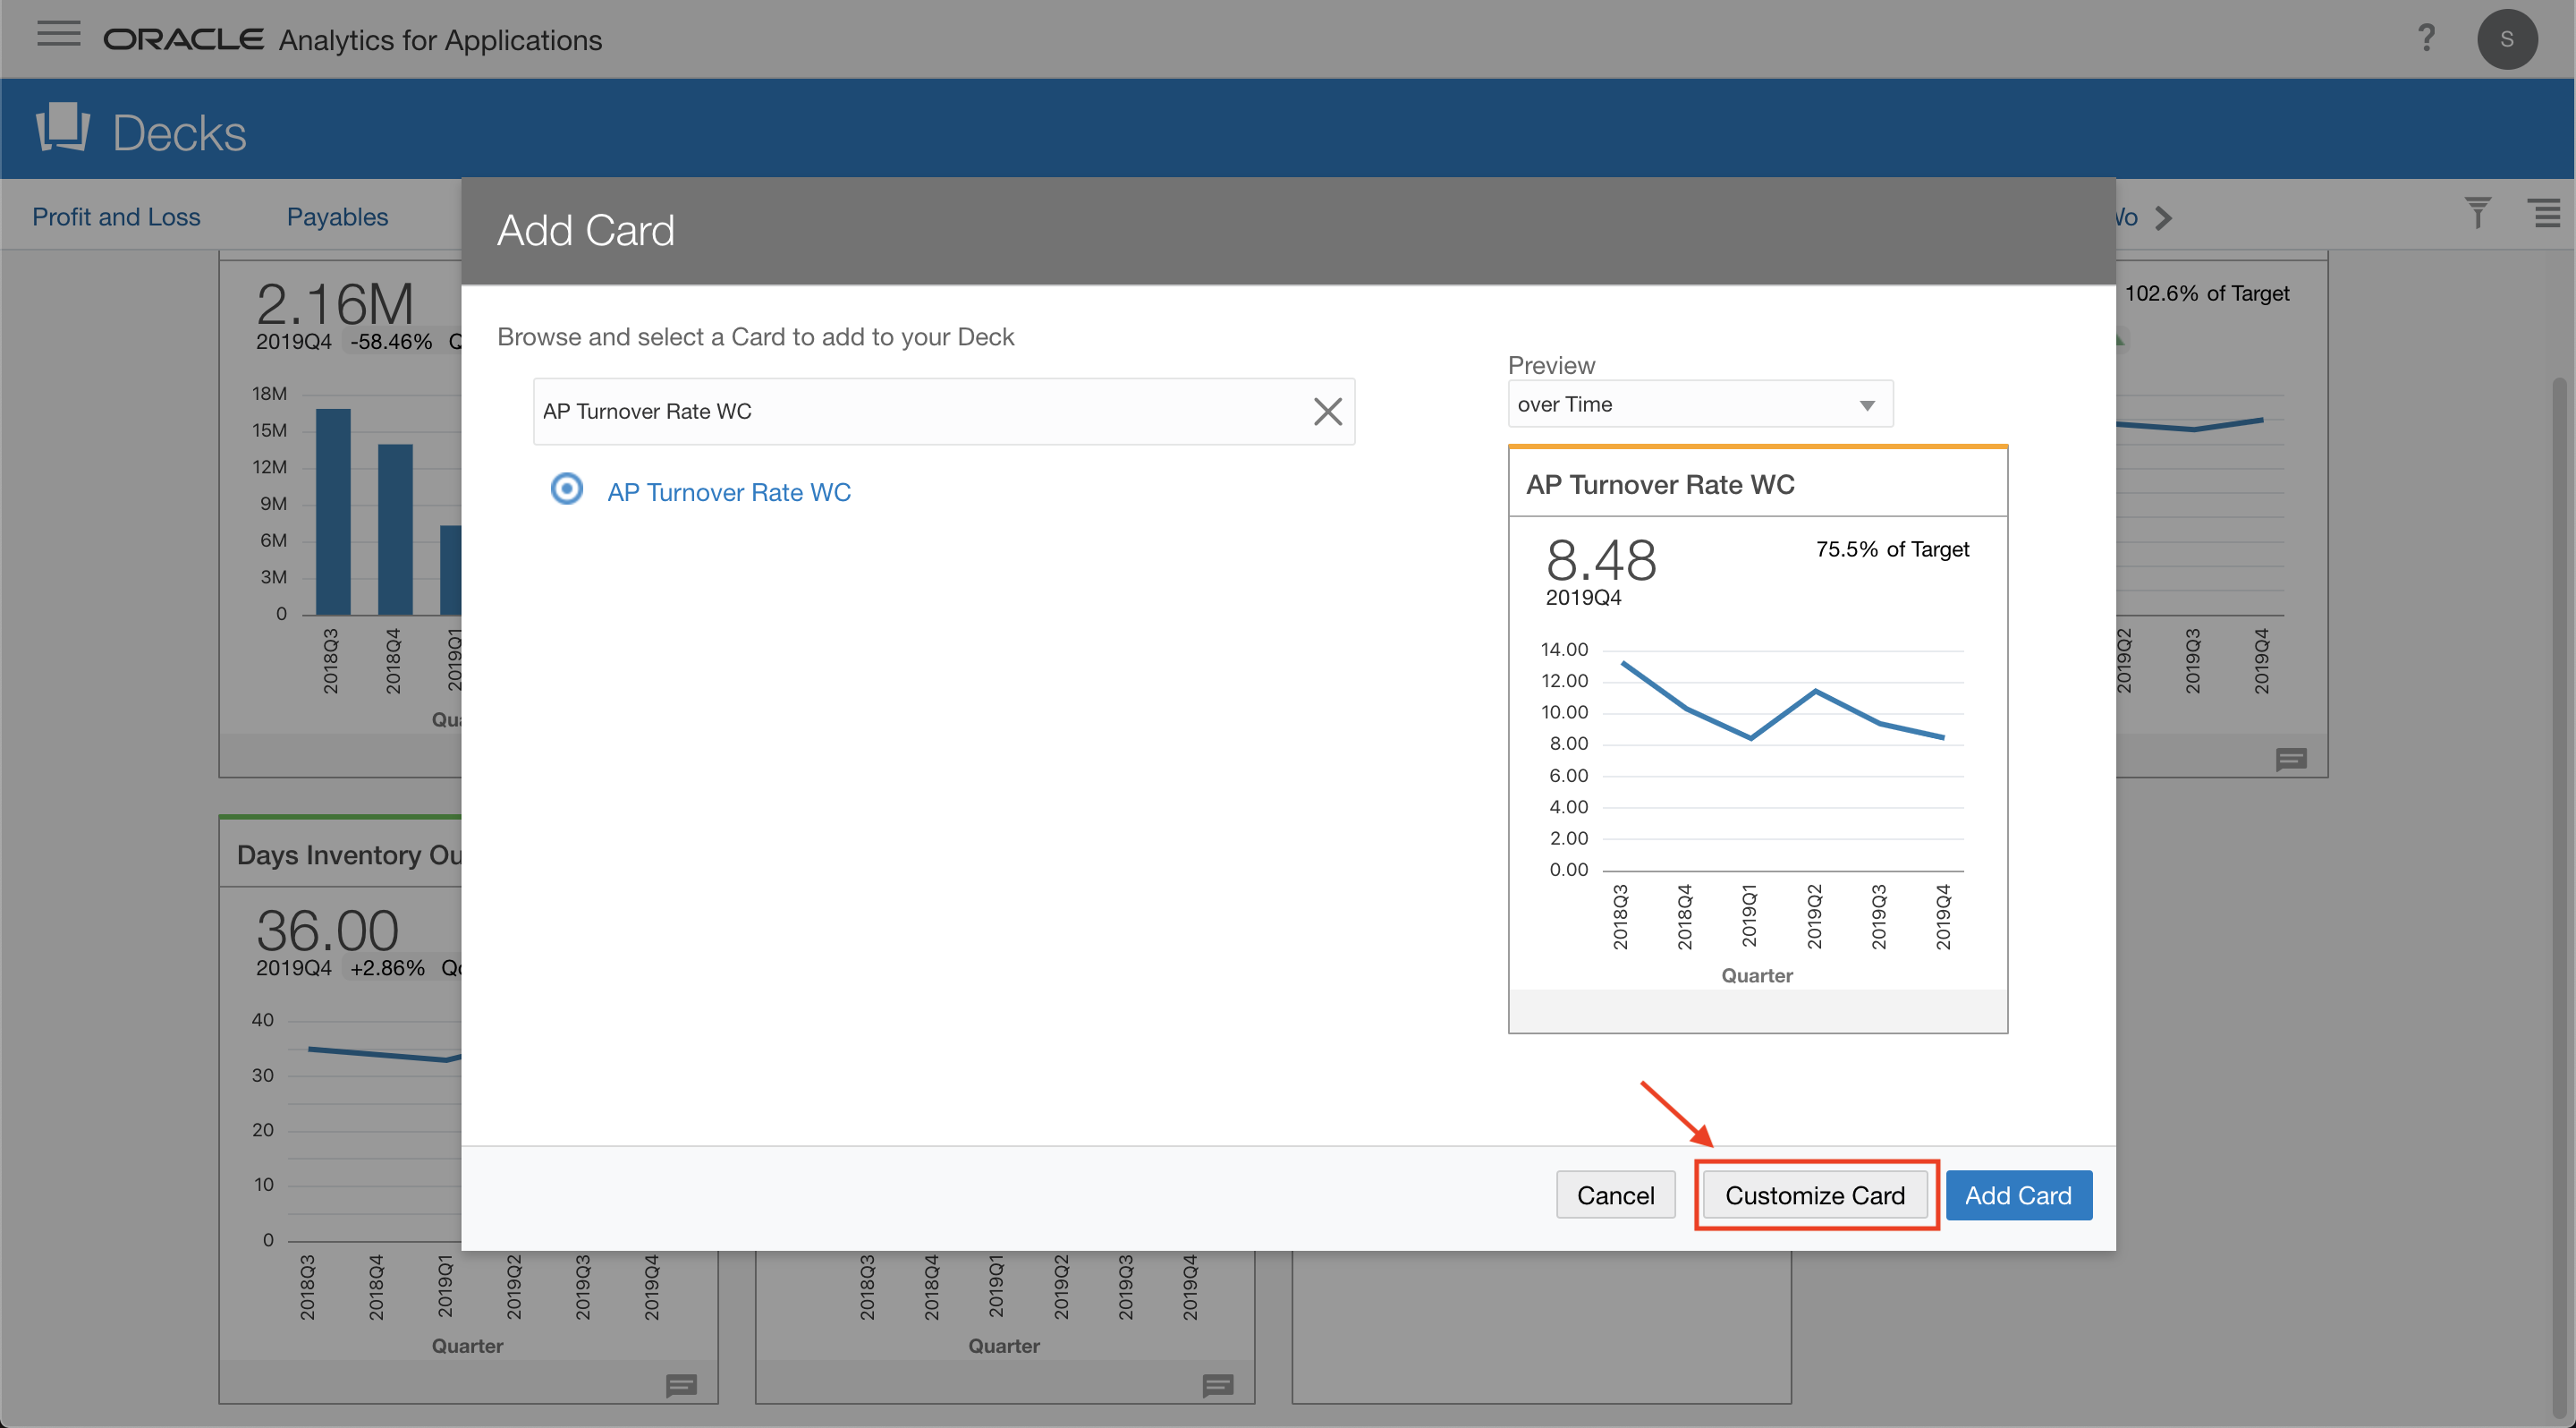 ORACLE Analytics for Applications
?
S
Decks
Profit and Loss
Payables
2.16M
2019Q4 -58.46%
18M
15M
12M
9M
6M
3M
0
2018Q3
2018Q4
2019Q1
Add Card
Browse and select a Card to add to your Deck
AP Turnover Rate WC
AP Turnover Rate WC
Preview
over Time
AP Turnover Rate WC
8.48
75.5% of Target
2019Q4
14.00
12.00
10.00
8.00
6.00
4.00
2.00
0.00
2018Q3
2018Q4
2019Q1
2019Q2
2019Q3
2019Q4
Quarter
Cancel
Customize Card
Add Card
102.6% of Target
2019Q2
2019Q3
2019Q4
Days Inventory
36.00
2019Q4 +2.86%
40
30
20
10
0
2018Q3
2018Q4
2019Q1
2019Q2
2019Q3
2019Q4
Quarter
2018Q3
2018Q4
2019Q1
2019Q2
2019Q3
2019Q4
Quarter